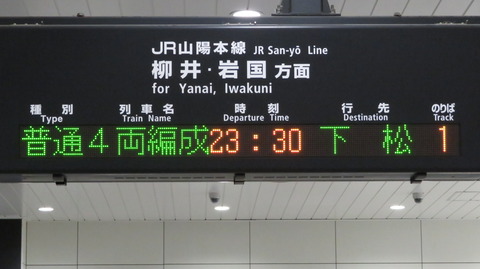 JR山陽本線 JR San-yō Line
柳井・岩国 方面
for Yanai, Iwakuni
種別 列車名 時刻 行先 のりば
Type Train Name Departure Time Destination Track
普通 4両編成 23:30 下松 1